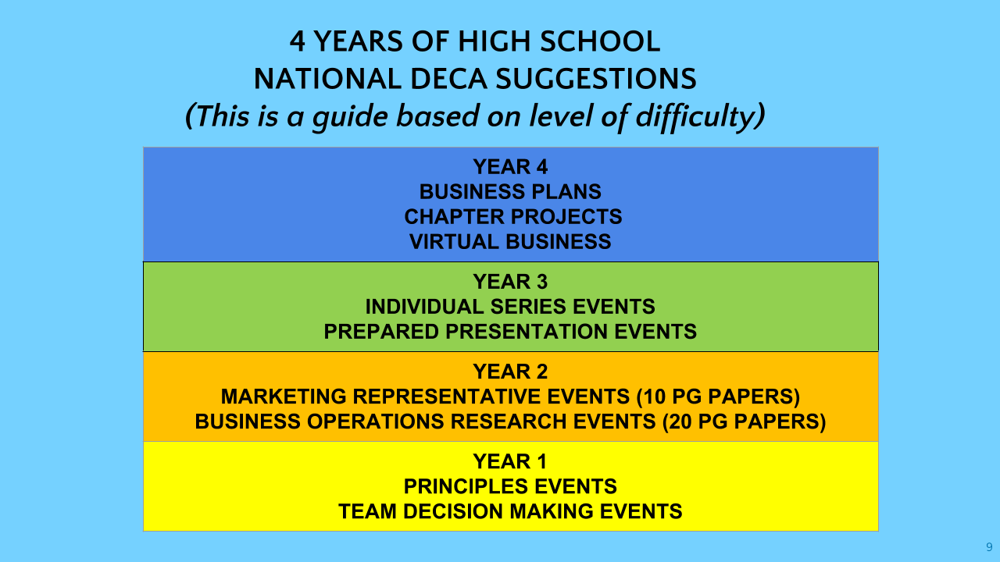 4 YEARS OF HIGH SCHOOL
NATIONAL DECA SUGGESTIONS
(This is a guide based on level of difficulty)
YEAR 4
BUSINESS PLANS
CHAPTER PROJECTS
VIRTUAL BUSINESS
YEAR 3
INDIVIDUAL SERIES EVENTS
PREPARED PRESENTATION EVENTS
YEAR 2
MARKETING REPRESENTATIVE EVENTS (10 PG PAPERS)
BUSINESS OPERATIONS RESEARCH EVENTS (20 PG PAPERS)
YEAR 1
PRINCIPLES EVENTS
TEAM DECISION MAKING EVENTS
9